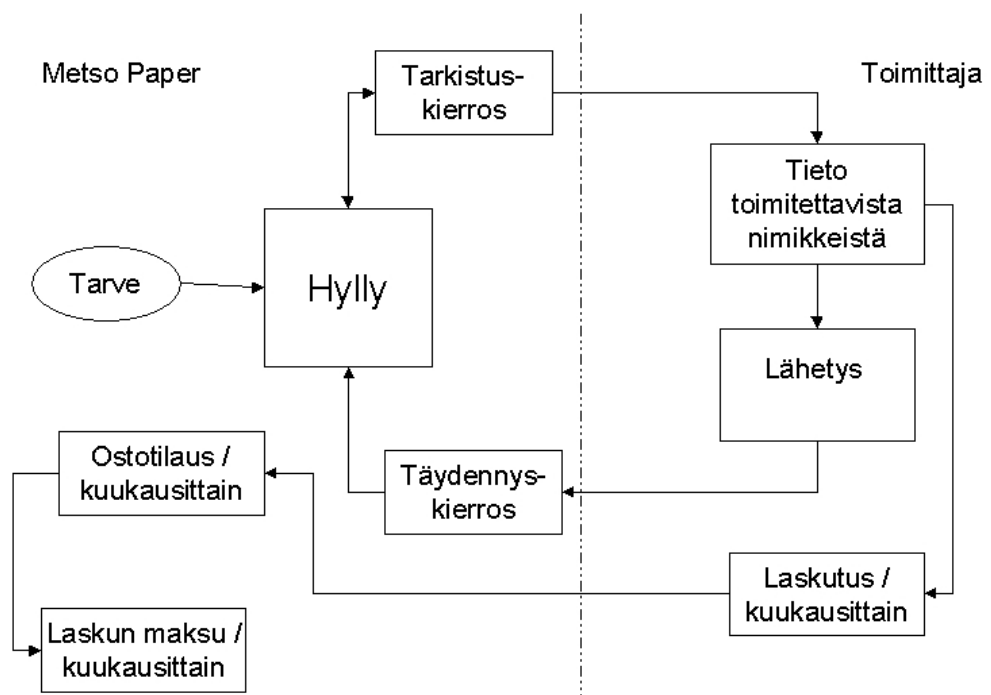 Metso Paper
Toimittaja
Tarkistus-
kierros
Tieto
toimitettavista
nimikkeistä
Tarve
Hylly
Lähetys
Ostotilaus /
kuukausittain
Täydennys-
kierros
Laskutus /
kuukausittain
Laskun maksu /
kuukausittain